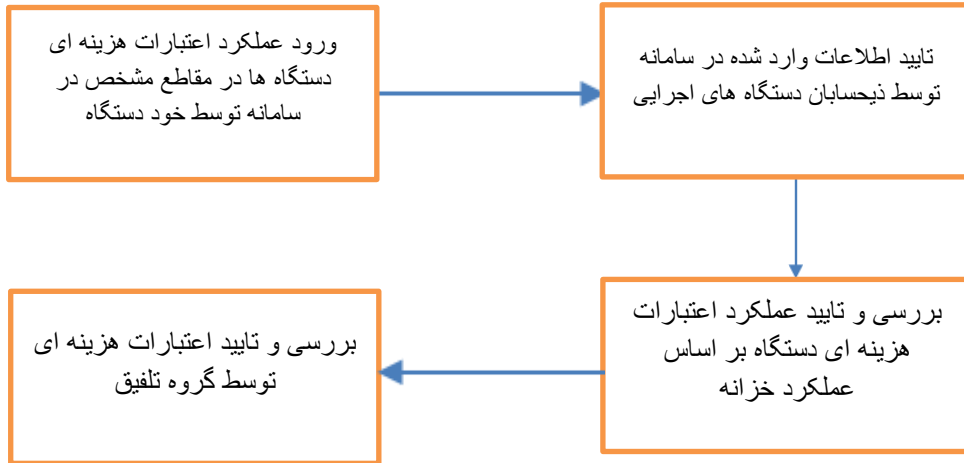 ورود عملکرد اعتبارات هزینه ای
دستگاه ها در مقاطع مشخص در
سامانه توسط خود دستگاه
تایید اطلاعات وارد شده در سامانه
توسط ذیحسابان دستگاه های اجرایی
بررسی و تایید عملکرد اعتبارات
هزینه ای دستگاه بر اساس
عملکرد خزانه
بررسی و تایید اعتبارات هزینه ای
توسط گروه تلفیق